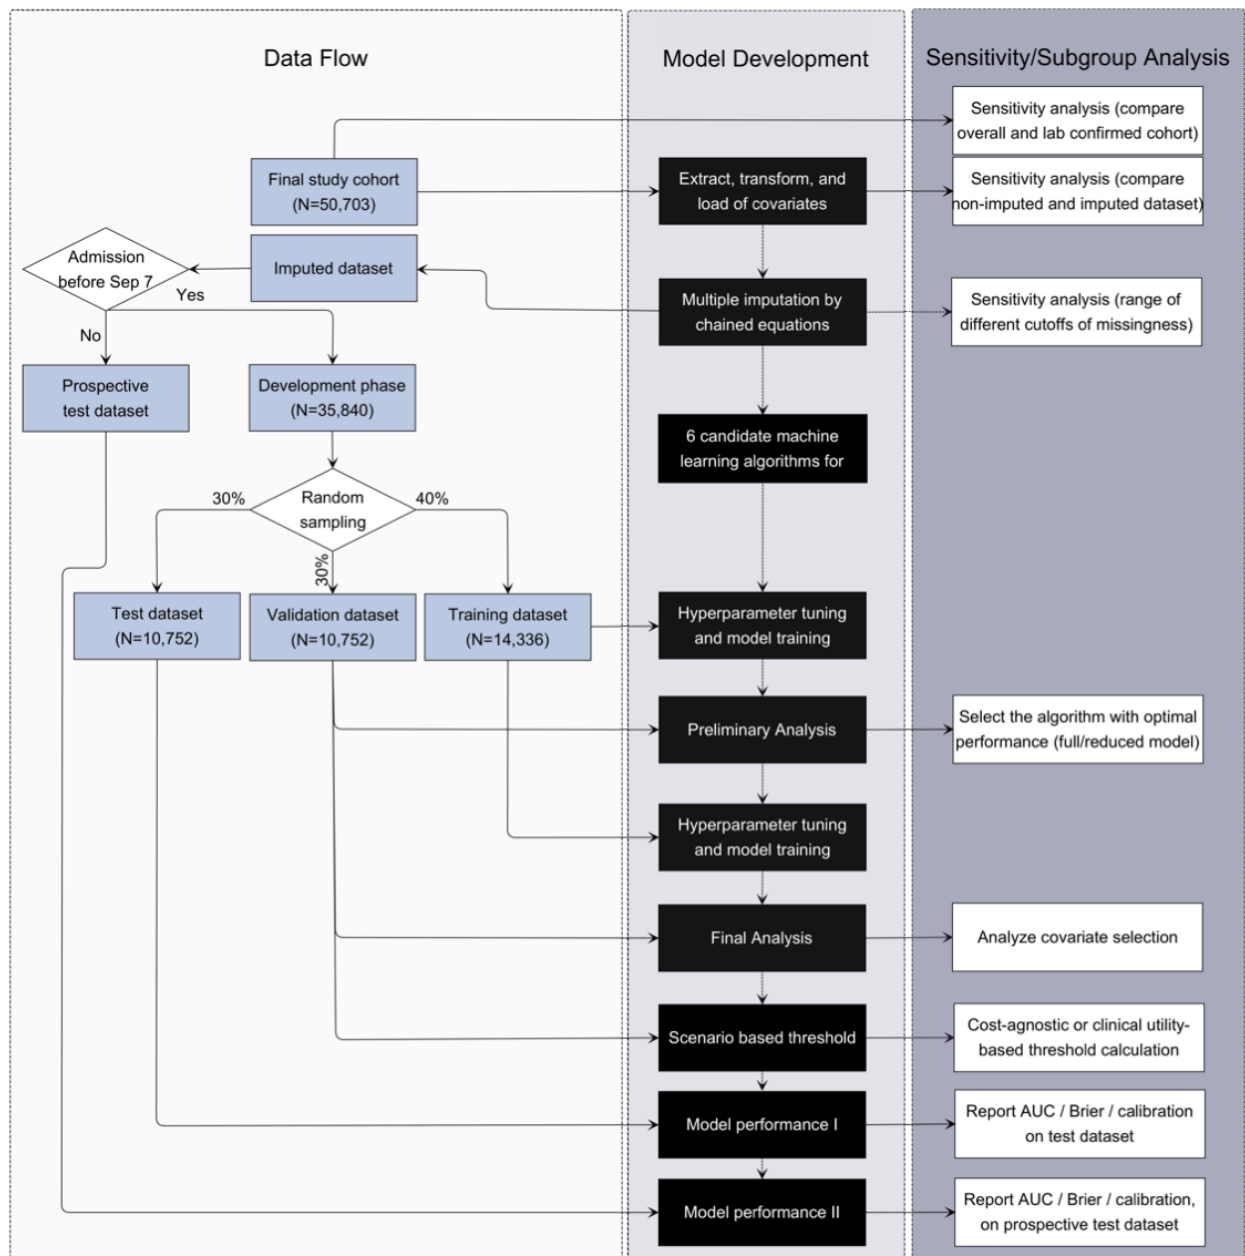 Data Flow
Model Development
Sensitivity/Subgroup Analysis
Sensitivity analysis (compare
overall and lab confirmed cohort)
Final study cohort
(N=50,703)
Extract, transform, and
load of covariates
Sensitivity analysis (compare
non-imputed and imputed dataset)
Admission
before Sep 7
Yes
No
Imputed dataset
Multiple imputation by
chained equations
Sensitivity analysis (range of
different cutoffs of missingness)
Prospective
test dataset
Development phase
(N=35,840)
6 candidate machine
learning algorithms for
30%
Random
sampling
40%
30%
Test dataset
(N=10,752)
Validation dataset
(N=10,752)
Training dataset
(N=14,336)
Hyperparameter tuning
and model training
Preliminary Analysis
Select the algorithm with optimal
performance (full/reduced model)
Hyperparameter tuning
and model training
Final Analysis
Analyze covariate selection
Scenario based threshold
Cost-agnostic or clinical utility-
based threshold calculation
Model performance I
Report AUC / Brier / calibration
on test dataset
Model performance II
Report AUC / Brier / calibration,
on prospective test dataset